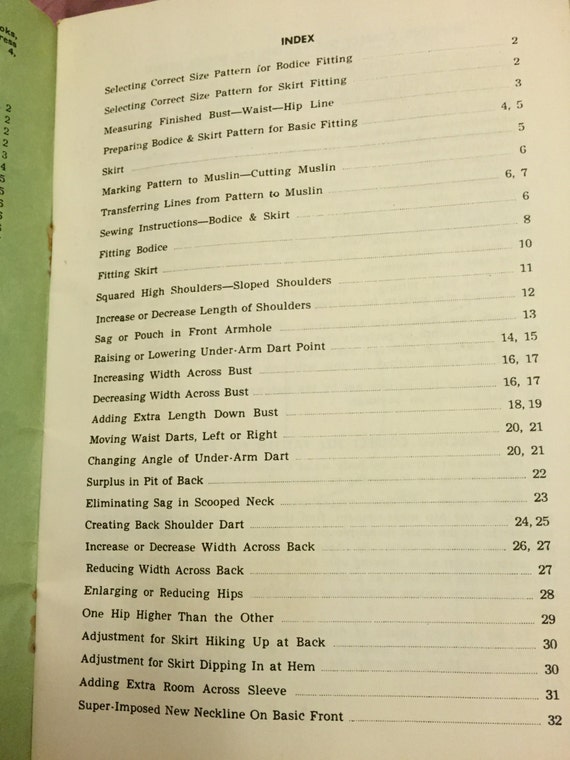 ooks,
ress
4,
2
2
2
2
3
4
INDEX
Selecting Correct Size Pattern for Bodice Fitting 2
Selecting Correct Size Pattern for Skirt Fitting 2
Measuring Finished Bust—Waist—Hip Line 3
Preparing Bodice & Skirt Pattern for Basic Fitting 4, 5
Skirt 5
Marking Pattern to Muslin—Cutting Muslin 6
Transferring Lines from Pattern to Muslin 6, 7
Sewing Instructions—Bodice & Skirt 6
Fitting Bodice 8
Fitting Skirt 10
Squared High Shoulders—Sloped Shoulders 11
Increase or Decrease Length of Shoulders 12
Sag or Pouch in Front Armhole 13
Raising or Lowering Under-Arm Dart Point 14, 15
Increasing Width Across Bust 16, 17
Decreasing Width Across Bust 16, 17
Adding Extra Length Down Bust 18, 19
Moving Waist Darts, Left or Right 20, 21
Changing Angle of Under-Arm Dart 20, 21
Surplus in Pit of Back 22
Eliminating Sag in Scooped Neck 23
Creating Back Shoulder Dart 24, 25
Increase or Decrease Width Across Back 26, 27
Reducing Width Across Back 27
Enlarging or Reducing Hips 28
One Hip Higher Than the Other 29
Adjustment for Skirt Hiking Up at Back 30
Adjustment for Skirt Dipping In at Hem 30
Adding Extra Room Across Sleeve 31
Super-Imposed New Neckline On Basic Front 32